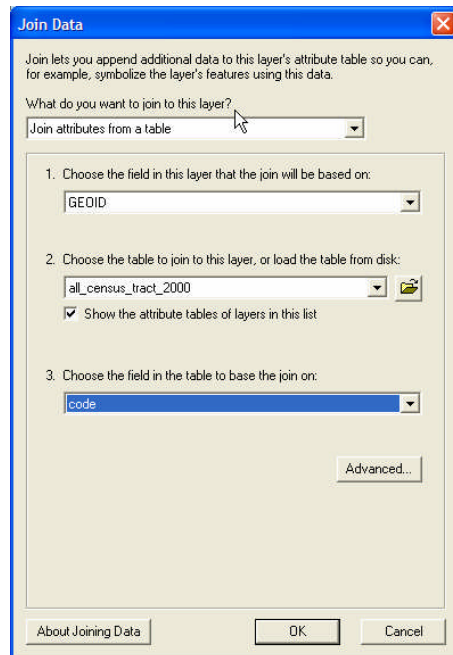 Join Data
Join lets you append additional data to this layer's attribute table so you can,
for example, symbolize the layer's features using this data.
What do you want to join to this layer?
Join attributes from a table
1. Choose the field in this layer that the join will be based on:
GEOID
2. Choose the table to join to this layer, or load the table from disk:
all_census_tract_2000
Show the attribute tables of layers in this list
3. Choose the field in the table to base the join on:
code
Advanced...
About Joining Data OK Cancel